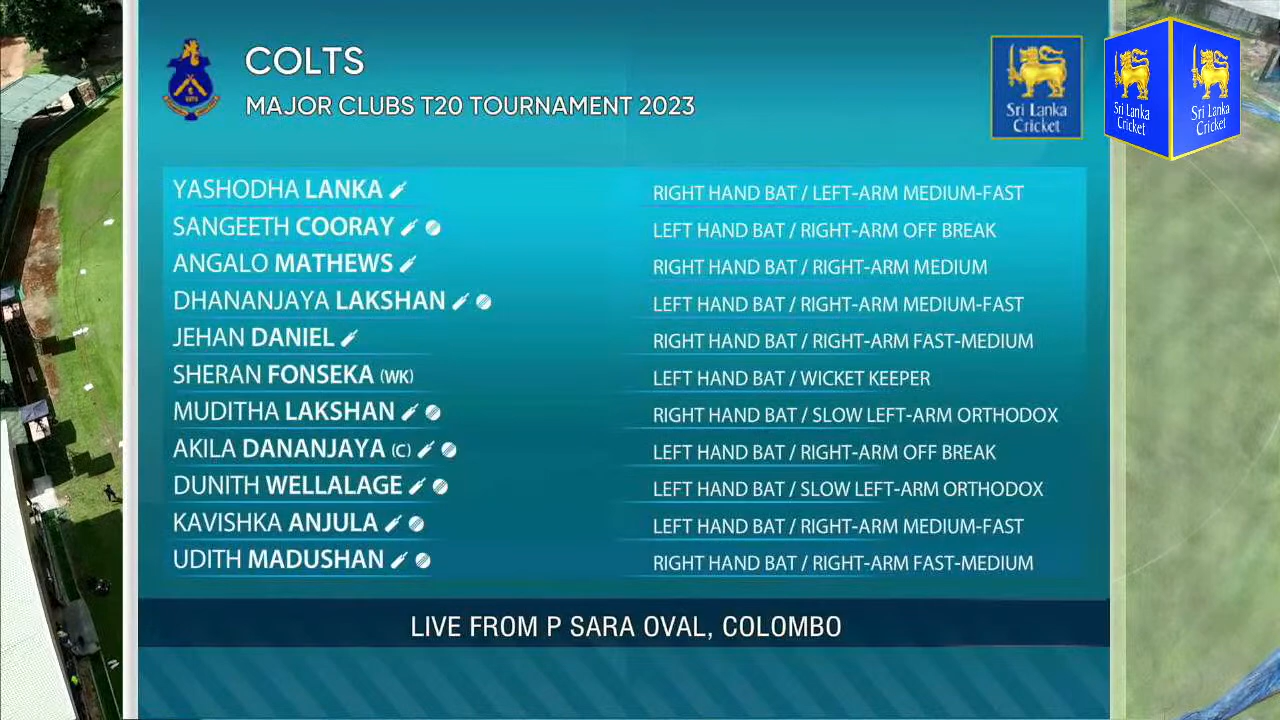 COLTS
MAJOR CLUBS T20 TOURNAMENT 2023
Sri Lanka
Cricket
Sri Lanka
Cricket
Sri Lanka
Cricket
YASHODHA LANKA RIGHT HAND BAT / LEFT-ARM MEDIUM-FAST
SANGEETH COORAY LEFT HAND BAT / RIGHT-ARM OFF BREAK
ANGALO MATHEWS RIGHT HAND BAT / RIGHT-ARM MEDIUM
DHANANJAYA LAKSHAN LEFT HAND BAT / RIGHT-ARM MEDIUM-FAST
JEHAN DANIEL RIGHT HAND BAT / RIGHT-ARM FAST-MEDIUM
SHERAN FONSEKA (WK) LEFT HAND BAT / WICKET KEEPER
MUDITHA LAKSHAN RIGHT HAND BAT / SLOW LEFT-ARM ORTHODOX
AKILA DANANJAYA (C) LEFT HAND BAT / RIGHT-ARM OFF BREAK
DUNITH WELLALAGE LEFT HAND BAT / SLOW LEFT-ARM ORTHODOX
KAVISHKA ANJULA LEFT HAND BAT / RIGHT-ARM MEDIUM-FAST
UDITH MADUSHAN RIGHT HAND BAT / RIGHT-ARM FAST-MEDIUM
LIVE FROM P SARA OVAL, COLOMBO